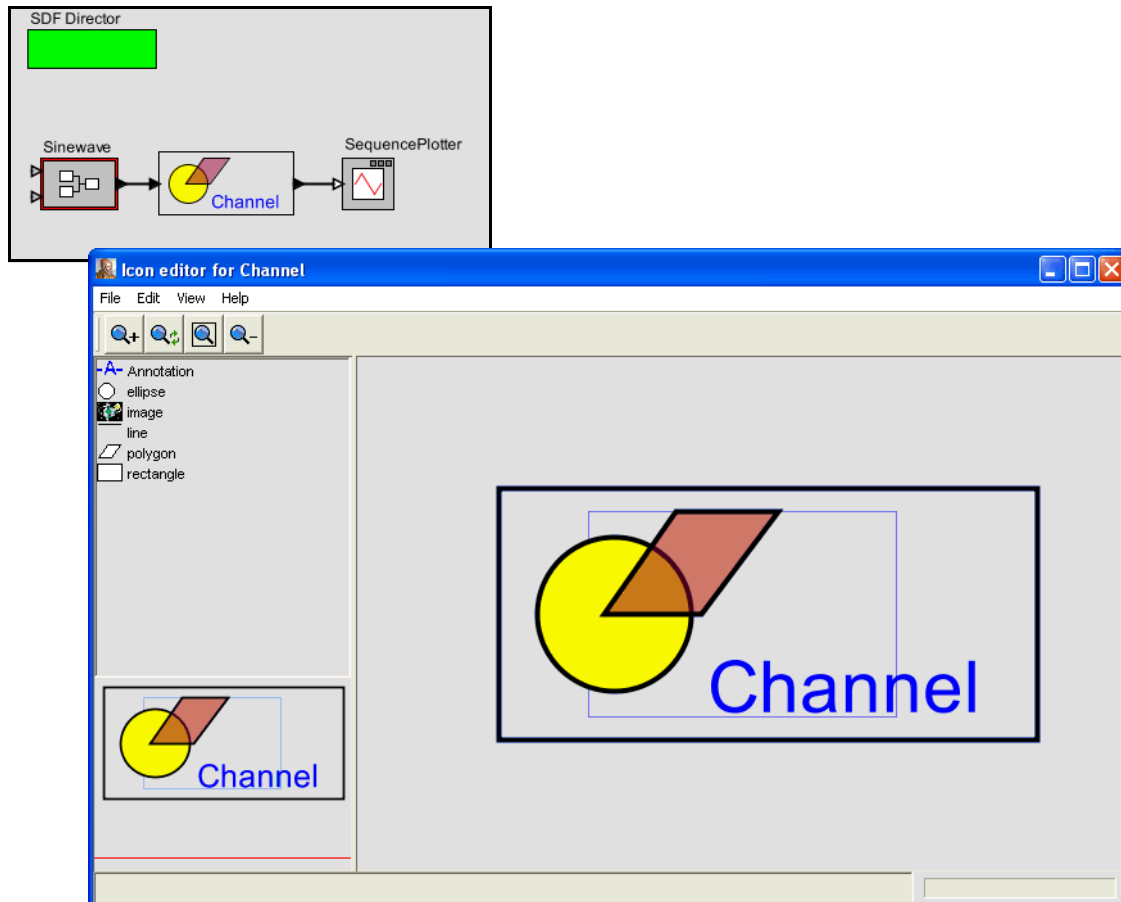 SDF Director
Sinewave
SequencePlotter
Channel
Icon editor for Channel
File Edit View Help
-A- Annotation
ellipse
image
line
polygon
rectangle
Channel
Channel